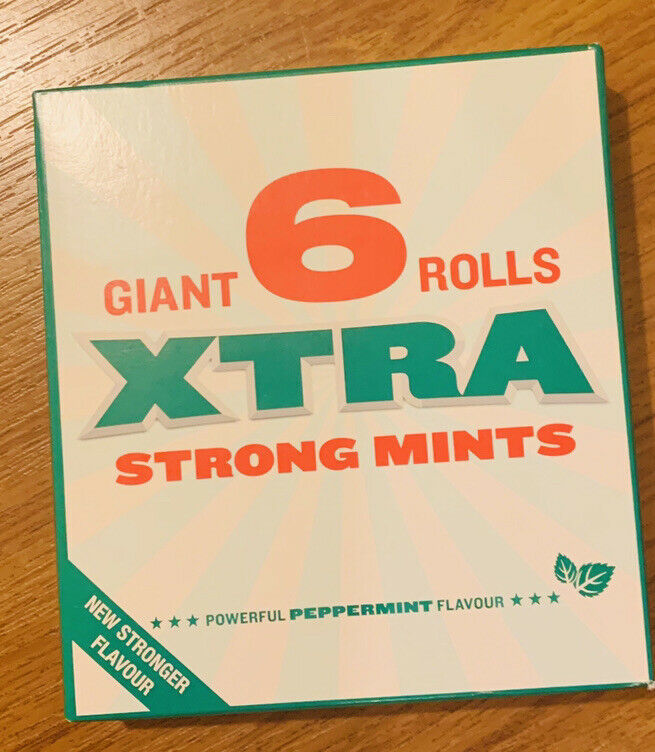 GIANT 6 ROLLS
XTRA
STRONG MINTS
★ ★ ★ POWERFUL PEPPERMINT FLAVOUR ★ ★ ★
NEW STRONGER
FLAVOUR